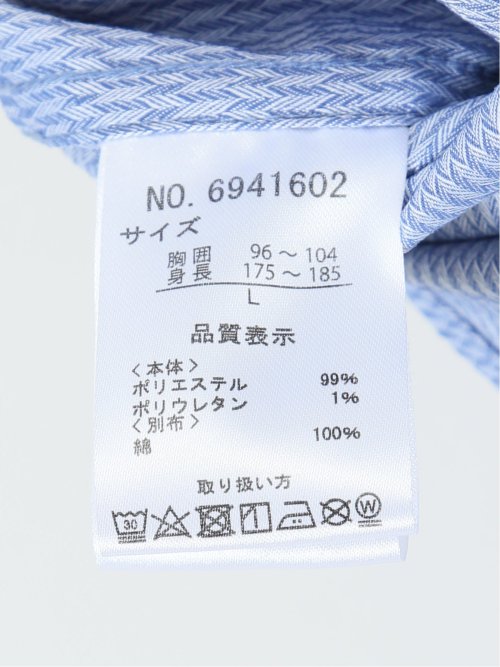 NO. 6941602
サイズ
胸囲 96～104
身長 175～185
L
品質表示
＜本体＞
ポリエステル 99%
ポリウレタン 1%
＜別布＞
綿 100%
取り扱い方
30 W